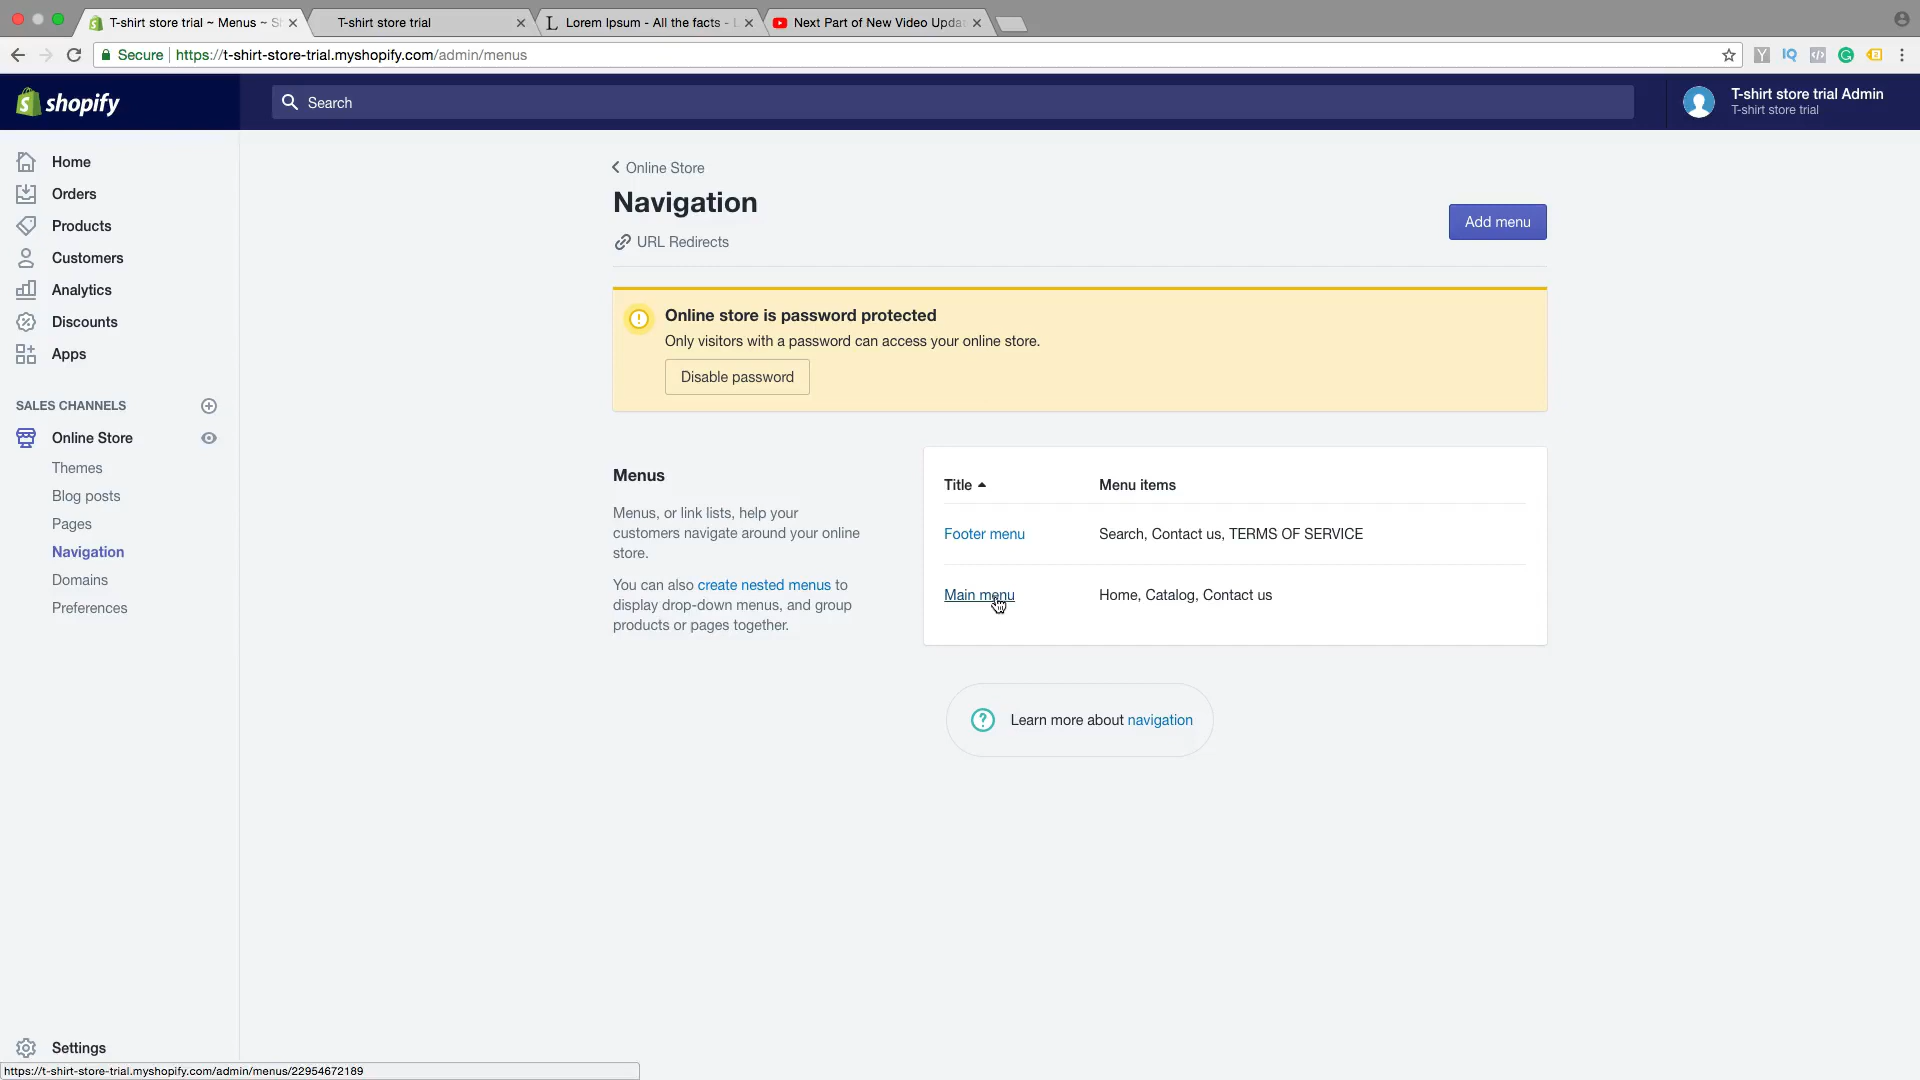 T-shirt store trial ~ Menus ~ S
T-shirt store trial
Lorem Ipsum - All the facts - L
Next Part of New Video Upda
Secure
https://t-shirt-store-trial.myshopify.com/admin/menus
shopify
Search
T-shirt store trial Admin
T-shirt store trial
Home
Orders
Products
Customers
Analytics
Discounts
Apps
SALES CHANNELS
Online Store
Themes
Blog posts
Pages
Navigation
Domains
Preferences
Settings
Online Store
Navigation
URL Redirects
Add menu
Online store is password protected
Only visitors with a password can access your online store.
Disable password
Menus
Menus, or link lists, help your
customers navigate around your online
store.
You can also create nested menus to
display drop-down menus, and group
products or pages together.
Title Menu items
Footer menu Search, Contact us, TERMS OF SERVICE
Main menu Home, Catalog, Contact us
Learn more about navigation
https://t-shirt-store-trial.myshopify.com/admin/menus/22954672189